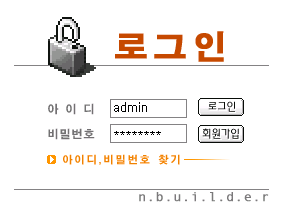 로그인
아 이 디 admin 로그인
비밀번호 ******** 회원가입
아이디,비밀번호 찾기
n.b.u.i.l.d.e.r